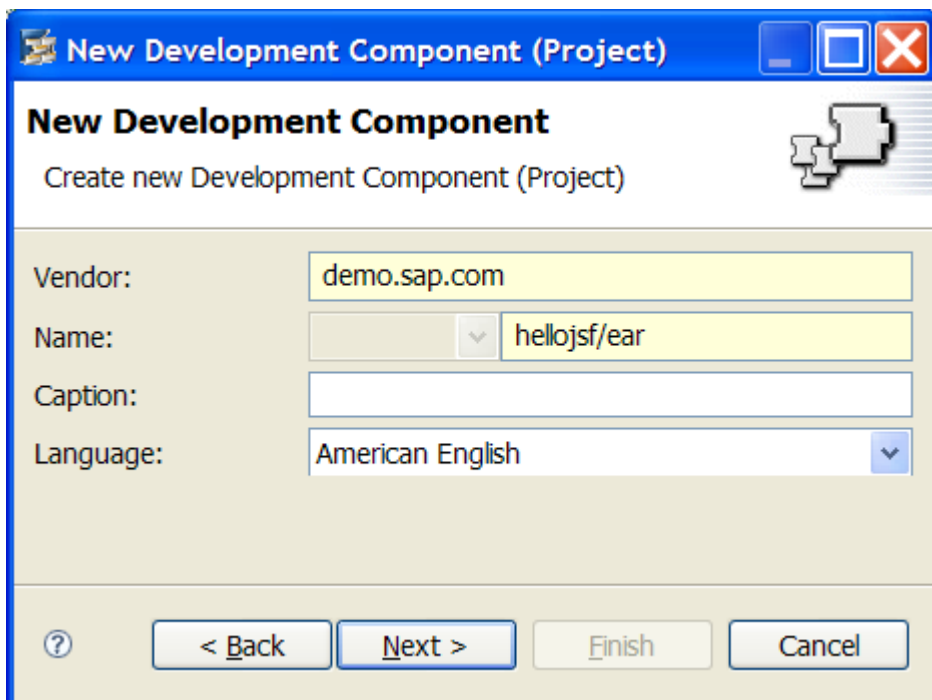 New Development Component (Project)
New Development Component
Create new Development Component (Project)
Vendor: demo.sap.com
Name: hellojsf/ear
Caption:
Language: American English
? < Back Next > Finish Cancel